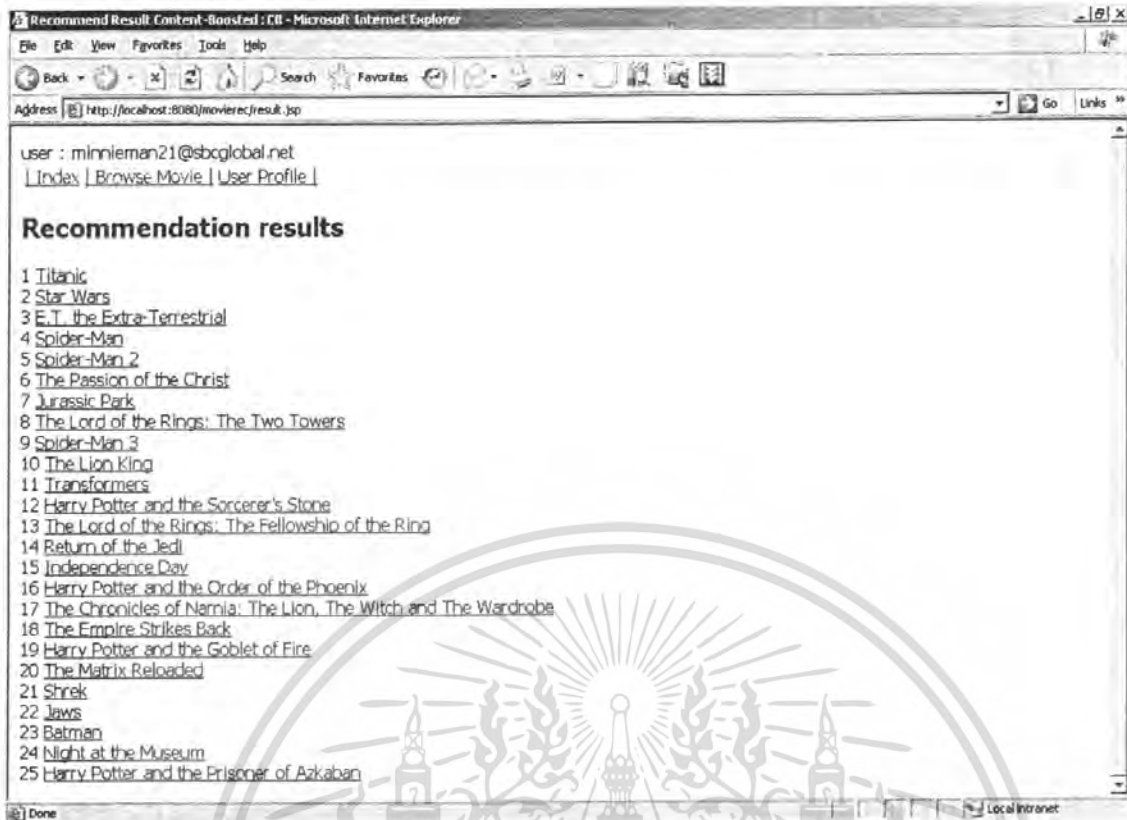 Recommend Result Content-Boosted : CB - Microsoft Internet Explorer
File Edit View Favorites Tools Help
Back Search Favorites
Address http://localhost:8080/movierec/result.jsp Go Links »
user : minnieman21@sbcglobal.net
| Index | Browse Movie | User Profile |
Recommendation results
1 Titanic
2 Star Wars
3 E.T. the Extra-Terrestrial
4 Spider-Man
5 Spider-Man 2
6 The Passion of the Christ
7 Jurassic Park
8 The Lord of the Rings: The Two Towers
9 Spider-Man 3
10 The Lion King
11 Transformers
12 Harry Potter and the Sorcerer's Stone
13 The Lord of the Rings: The Fellowship of the Ring
14 Return of the Jedi
15 Independence Day
16 Harry Potter and the Order of the Phoenix
17 The Chronicles of Narnia: The Lion, The Witch and The Wardrobe
18 The Empire Strikes Back
19 Harry Potter and the Goblet of Fire
20 The Matrix Reloaded
21 Shrek
22 Jaws
23 Batman
24 Night at the Museum
25 Harry Potter and the Prisoner of Azkaban
Done Local intranet